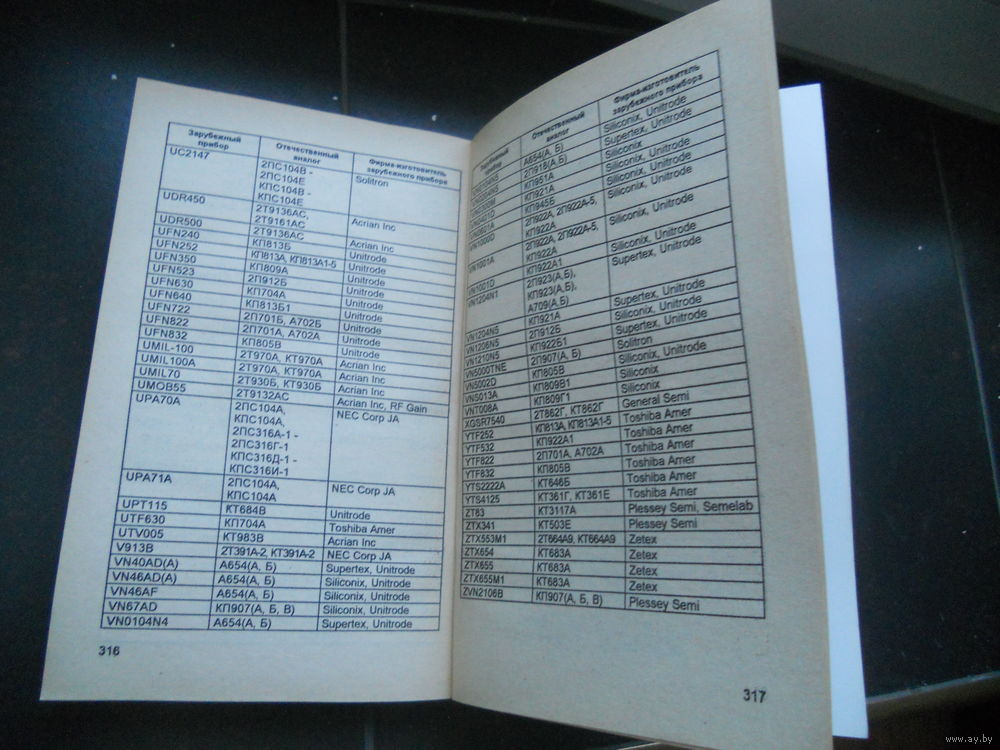 Зарубежный прибор Отечественный аналог Фирма-изготовитель зарубежного прибора
UC2147 2ПС104В - Solitron
2ПС104Е
КПС104В -
КПС104Е
UDR450 2Т9136АС, Acrian Inc
2Т9161АС
UDR500 2Т9136АС Acrian Inc
UFN240 КП813Б Unitrode
UFN252 КП813А, КП813А1-5 Unitrode
UFN350 КП809А Unitrode
UFN523 2П912Б Unitrode
UFN630 КП704А Unitrode
UFN640 КП813Б1 Unitrode
UFN722 2П701Б, А702Б Unitrode
UFN822 2П701А, А702А Unitrode
UFN832 КП805В Unitrode
UMIL-100 2Т970А, КТ970А Acrian Inc
UMIL100A 2Т970А, КТ970А Acrian Inc
UMIL70 2Т930Б, КТ930Б Acrian Inc
UMOB55 2Т9132АС Acrian Inc, RF Gain
UPA70A 2ПС104А, NEC Corp JA
КПС104А,
2ПС316А-1 -
2ПС316Г-1
КПС316Д-1 -
КПС316И-1
UPA71A 2ПС104А, NEC Corp JA
КПС104А
UPT115 КТ684В Unitrode
UTF630 КП704А Toshiba Amer
UTV005 КТ983В Acrian Inc
V913B 2Т391А-2, КТ391А-2 NEC Corp JA
VN40AD(A) А654(А, Б) Supertex, Unitrode
VN46AD(A) А654(А, Б) Siliconix, Unitrode
VN46AF А654(А, Б) Siliconix, Unitrode
VN67AD КП907(А, Б, В) Siliconix, Unitrode
VN0104N4 А654(А, Б) Supertex, Unitrode
316
Отечественный аналог Фирма-изготовитель зарубежного прибора
А654(А, Б) Siliconix, Unitrode
2П918(А,Б) Supertex, Unitrode
КП951А Siliconix
КП921А Siliconix, Unitrode
КП945Б Siliconix
2П922А, 2П922А-5, Siliconix, Unitrode
КП922А
VN1001A 2П922А, 2П922А-5, Siliconix, Unitrode
КП922А
VN1001D КП922А1 Siliconix, Unitrode
VN1204N1 2П923(А,Б), Supertex, Unitrode
КП923(А,Б),
А709(А,Б)
VN1204N5 КП921А Supertex, Unitrode
VN1206N5 2П912Б Siliconix, Unitrode
VN1210N5 КП922Б1 Supertex, Unitrode
VN5000TNE 2П907(А, Б) Solitron
VN5002D КП805В Siliconix, Unitrode
VN5013A КП809В1 Siliconix
VNT008A КП809Г1 Siliconix
XGSR7540 2Т862Г, КТ862Г General Semi
YTF252 КП813А, КП813А1-5 Toshiba Amer
YTF532 КП922А1 Toshiba Amer
YTF822 2П701А, А702А Toshiba Amer
YTF832 КП805В Toshiba Amer
YTS2222A КТ646Б Toshiba Amer
YTS4125 КТ361Г, КТ361Е Toshiba Amer
ZT83 КТ3117А Plessey Semi, Semelab
ZTX341 КТ503Е Plessey Semi
ZTX553M1 2Т664А9, КТ664А9 Zetex
ZTX654 КТ683А Zetex
ZTX655 КТ683А Zetex
ZTX655M1 КТ683А Zetex
ZVN2106B КП907(А, Б, В) Plessey Semi
317
www.ay.by